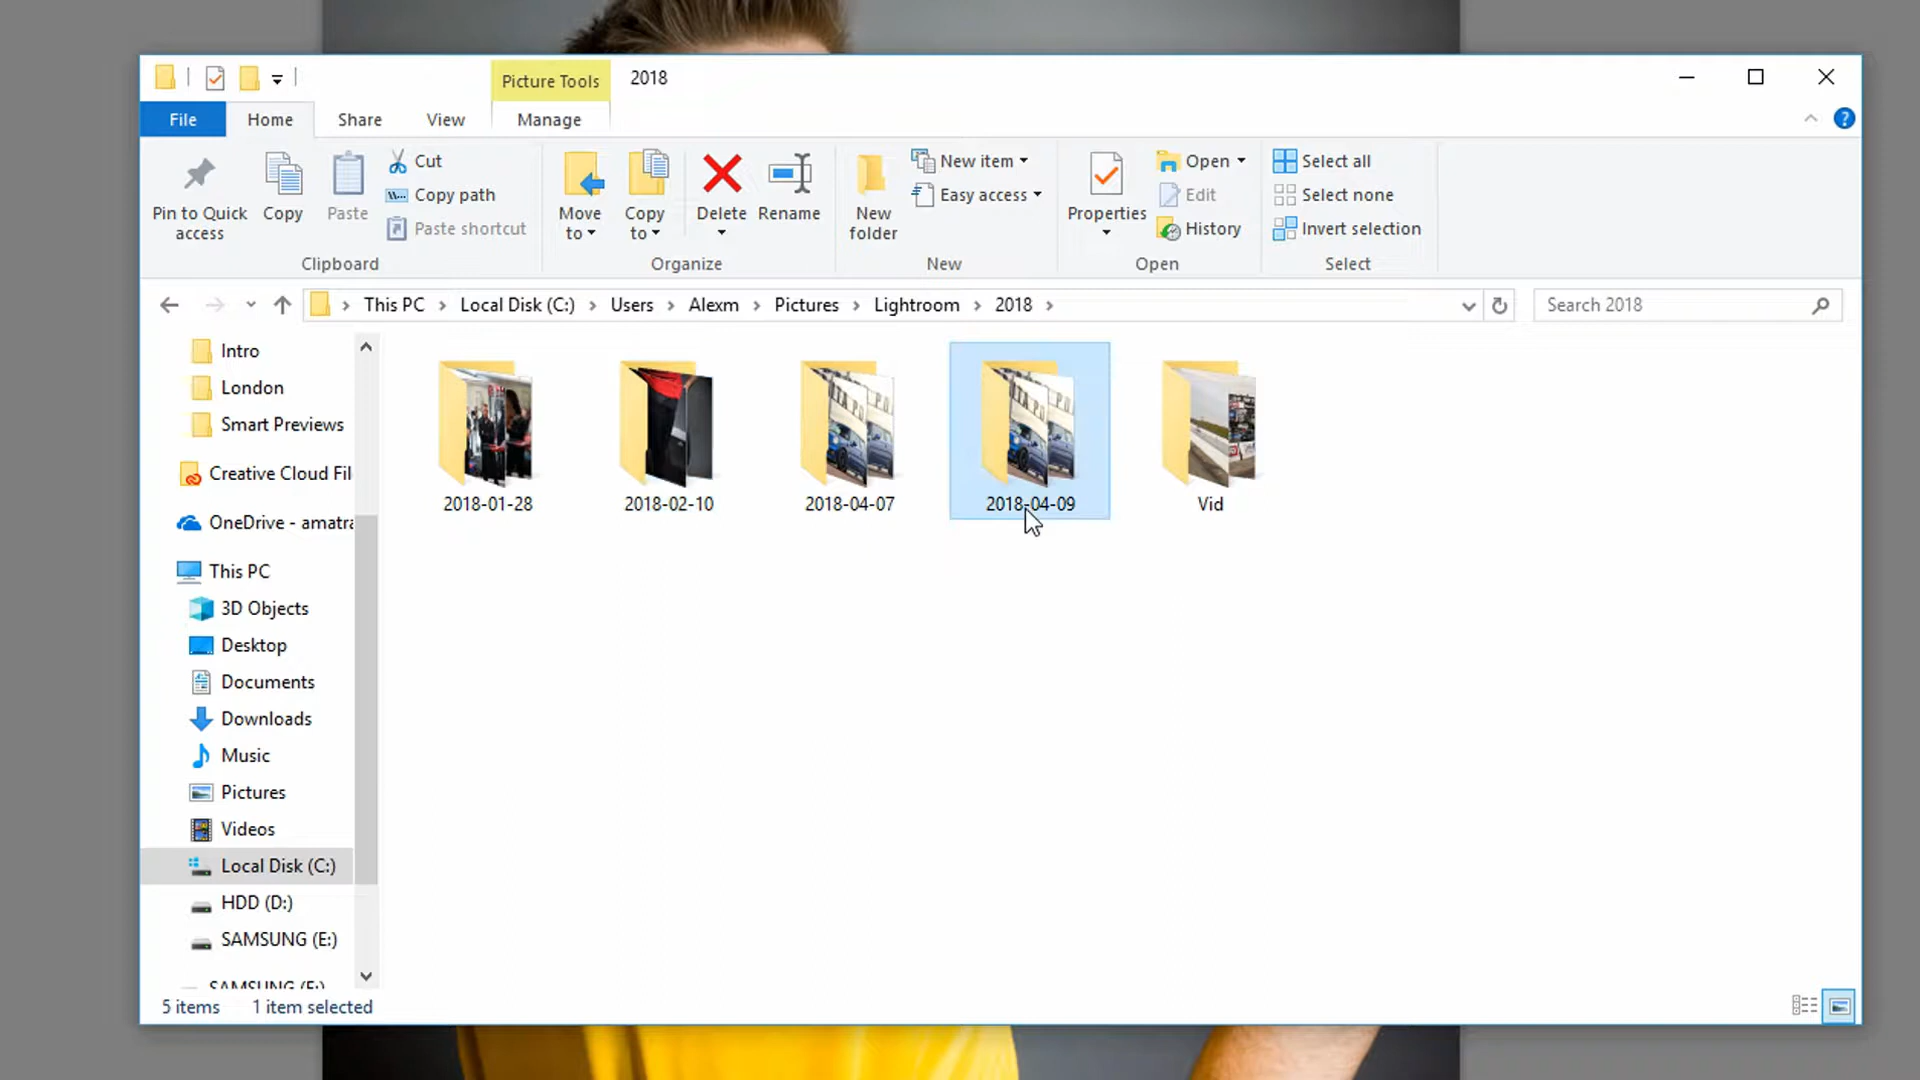 Picture Tools
2018
File
Home
Share
View
Manage
Pin to Quick
access
Copy
Paste
Cut
Copy path
Paste shortcut
Clipboard
Move
to
Copy
to
Delete
Rename
Organize
New
folder
New item
Easy access
New
Properties
Open
Edit
History
Open
Select all
Select none
Invert selection
Select
This PC
Local Disk (C:)
Users
Alexm
Pictures
Lightroom
2018
Search 2018
Intro
London
Smart Previews
Creative Cloud Fil
OneDrive - amatra
This PC
3D Objects
Desktop
Documents
Downloads
Music
Pictures
Videos
Local Disk (C:)
HDD (D:)
SAMSUNG (E:)
SAMSUNG (F:)
2018-01-28
2018-02-10
2018-04-07
2018-04-09
Vid
5 items
1 item selected